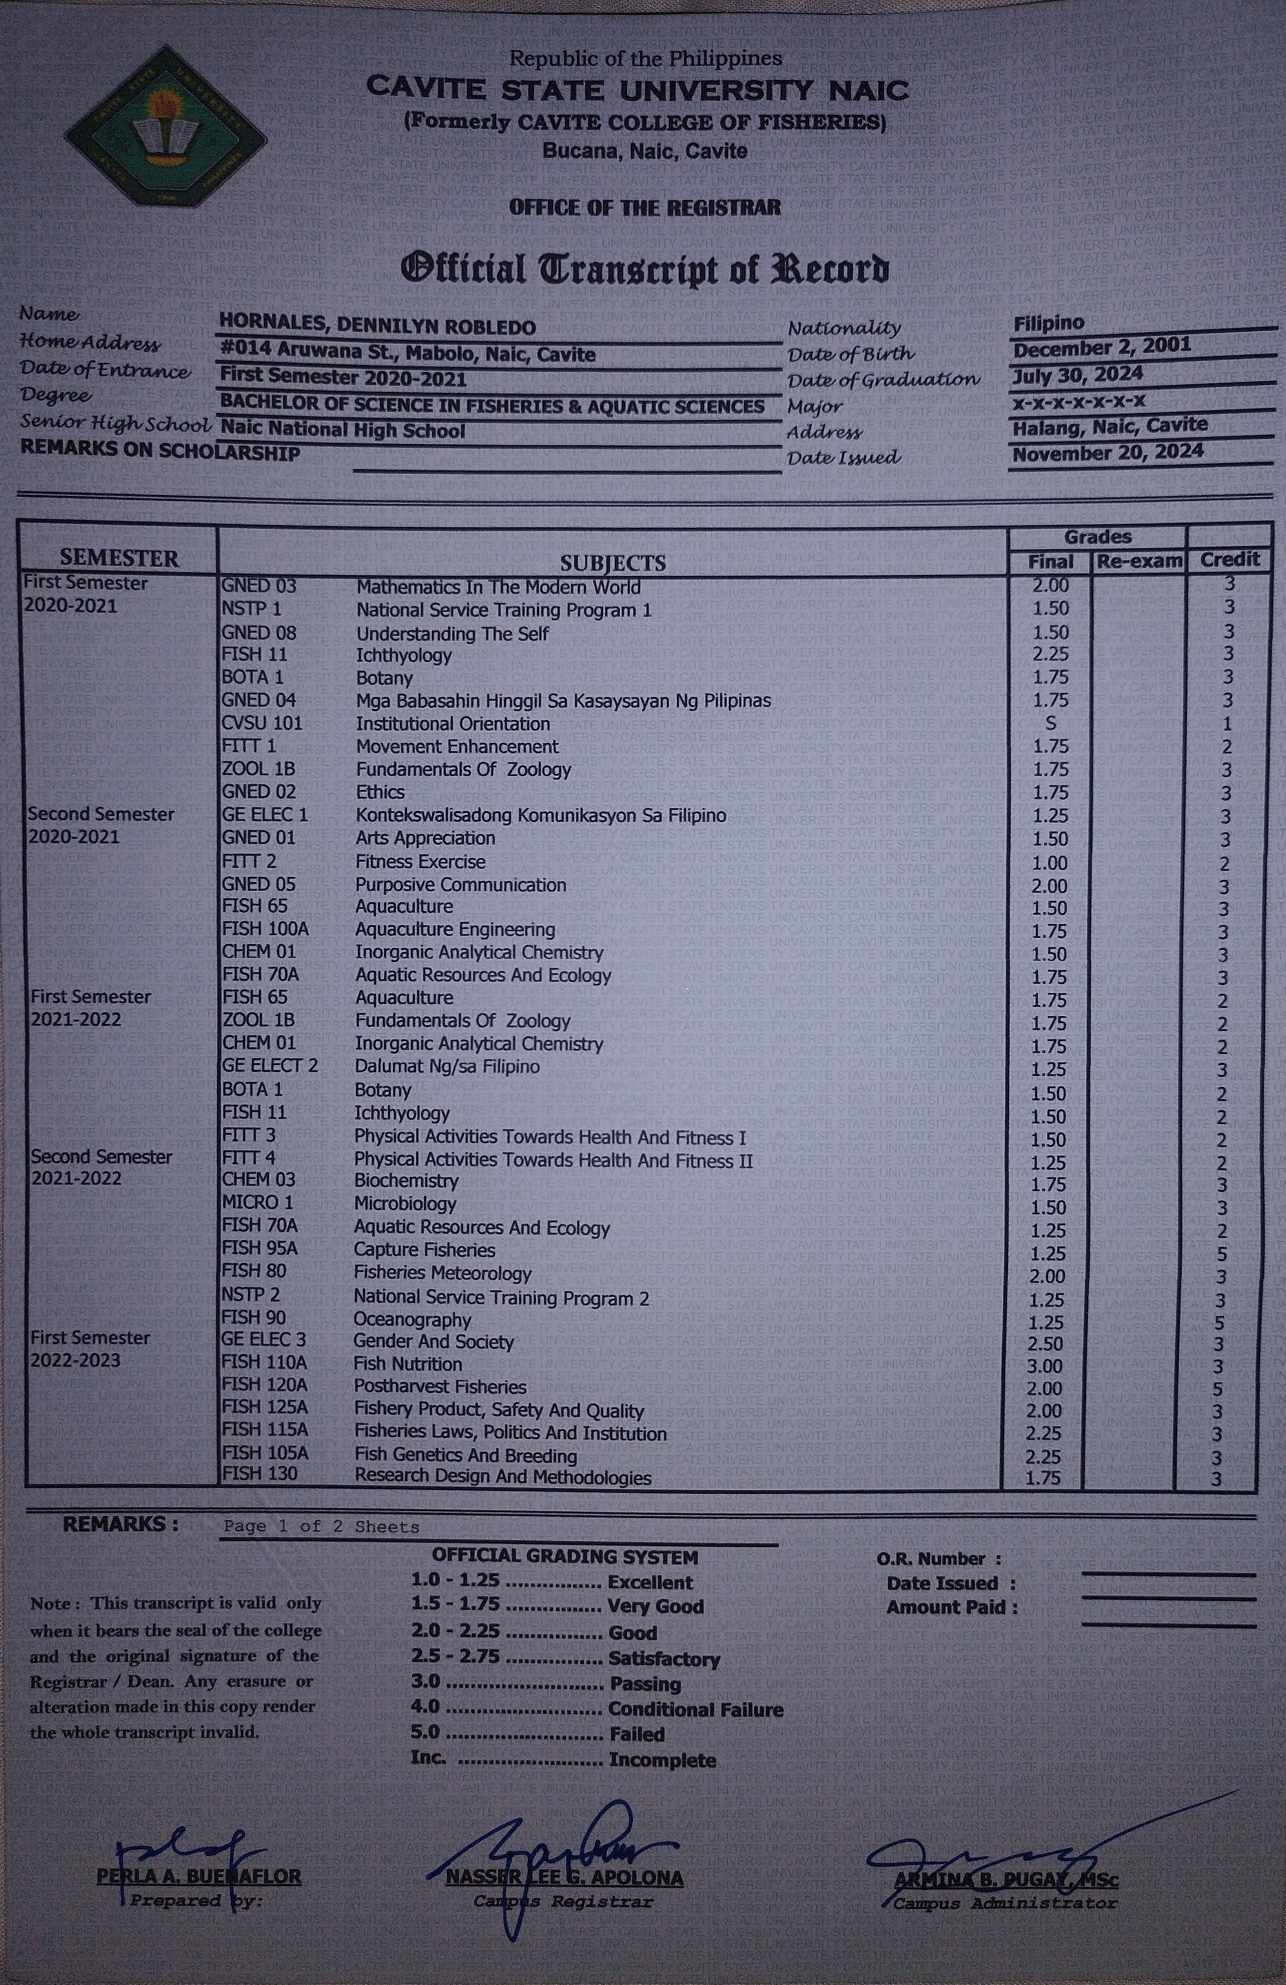 Republic of the Philippines
CAVITE STATE UNIVERSITY NAIC
(Formerly CAVITE COLLEGE OF FISHERIES)
Bucana, Naic, Cavite
OFFICE OF THE REGISTRAR
Official Transcript of Record
Name HORNALES, DENNILYN ROBLEDO Nationality Filipino
Home Address #014 Aruwana St., Mabolo, Naic, Cavite Date of Birth December 2, 2001
Date of Entrance First Semester 2020-2021 Date of Graduation July 30, 2024
Degree BACHELOR OF SCIENCE IN FISHERIES & AQUATIC SCIENCES Major x-x-x-x-x-x-x
Senior High School Naic National High School Address Halang, Naic, Cavite
REMARKS ON SCHOLARSHIP Date Issued November 20, 2024
Grades
SEMESTER SUBJECTS Final Re-exam Credit
First Semester GNED 03 Mathematics In The Modern World 2.00 3
2020-2021 NSTP 1 National Service Training Program 1 1.50 3
GNED 08 Understanding The Self 1.50 3
FISH 11 Ichthyology 2.25 3
BOTA 1 Botany 1.75 3
GNED 04 Mga Babasahin Hinggil Sa Kasaysayan Ng Pilipinas 1.75 3
CVSU 101 Institutional Orientation S 1
FITT 1 Movement Enhancement 1.75 2
ZOOL 1B Fundamentals Of Zoology 1.75 3
GNED 02 Ethics 1.75 3
Second Semester GE ELEC 1 Kontekswalisadong Komunikasyon Sa Filipino 1.25 3
2020-2021 GNED 01 Arts Appreciation 1.50 3
FITT 2 Fitness Exercise 1.00 2
GNED 05 Purposive Communication 2.00 3
FISH 65 Aquaculture 1.50 3
FISH 100A Aquaculture Engineering 1.75 3
CHEM 01 Inorganic Analytical Chemistry 1.50 3
FISH 70A Aquatic Resources And Ecology 1.75 3
First Semester FISH 65 Aquaculture 1.75 2
2021-2022 ZOOL 1B Fundamentals Of Zoology 1.75 2
CHEM 01 Inorganic Analytical Chemistry 1.75 2
GE ELECT 2 Dalumat Ng/sa Filipino 1.25 3
BOTA 1 Botany 1.50 2
FISH 11 Ichthyology 1.50 2
FITT 3 Physical Activities Towards Health And Fitness I 1.50 2
Second Semester FITT 4 Physical Activities Towards Health And Fitness II 1.25 2
2021-2022 CHEM 03 Biochemistry 1.75 3
MICRO 1 Microbiology 1.50 3
FISH 70A Aquatic Resources And Ecology 1.25 2
FISH 95A Capture Fisheries 1.25 5
FISH 80 Fisheries Meteorology 2.00 3
NSTP 2 National Service Training Program 2 1.25 3
FISH 90 Oceanography 1.25 5
First Semester GE ELEC 3 Gender And Society 2.50 3
2022-2023 FISH 110A Fish Nutrition 3.00 3
FISH 120A Postharvest Fisheries 2.00 5
FISH 125A Fishery Product, Safety And Quality 2.00 3
FISH 115A Fisheries Laws, Politics And Institution 2.25 3
FISH 105A Fish Genetics And Breeding 2.25 3
FISH 130 Research Design And Methodologies 1.75 3
REMARKS : Page 1 of 2 Sheets
OFFICIAL GRADING SYSTEM
1.0 - 1.25 ................ Excellent
1.5 - 1.75 ................ Very Good
2.0 - 2.25 ................ Good
2.5 - 2.75 ................ Satisfactory
3.0 .......................... Passing
4.0 .......................... Conditional Failure
5.0 .......................... Failed
Inc. ........................ Incomplete
O.R. Number :
Date Issued :
Amount Paid :
Note : This transcript is valid only
when it bears the seal of the college
and the original signature of the
Registrar / Dean. Any erasure or
alteration made in this copy render
the whole transcript invalid.
PERLA A. BUENAFLOR NASSER LEE G. APOLONA ARMINA B. PUGAY, MSc
Prepared by: Campus Registrar Campus Administrator